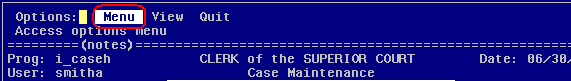 Options: Menu View Quit
Access options menu
==========(notes)==========================================================
Prog: i_caseh CLERK of the SUPERIOR COURT Date: 06/30/
User: smitha Case Maintenance